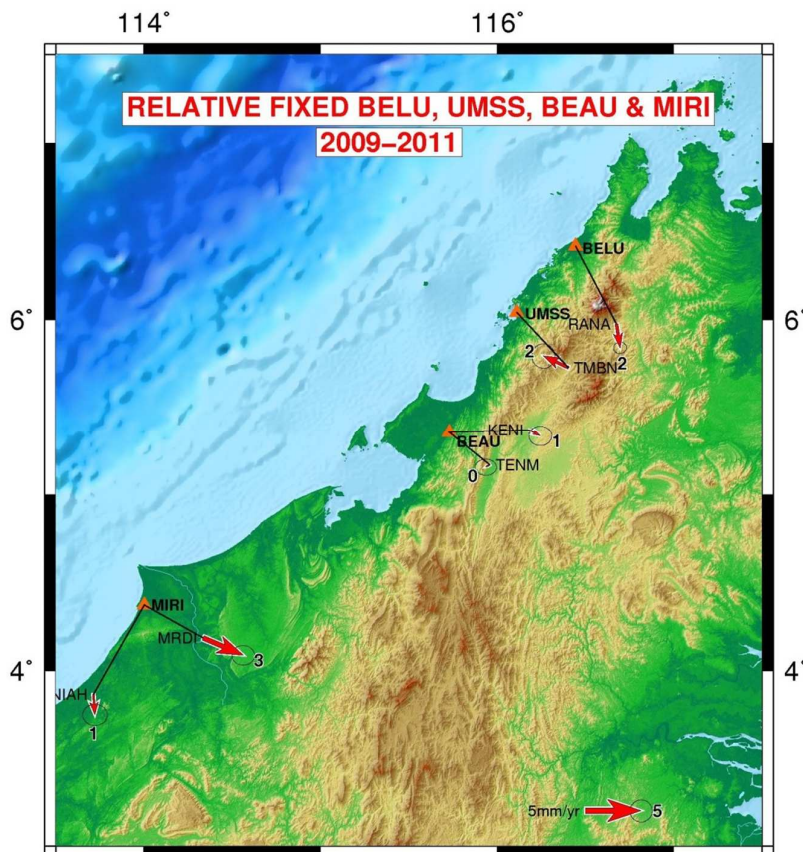 114° 116°
RELATIVE FIXED BELU, UMSS, BEAU & MIRI
2009–2011
BELU
6° UMSS RANA 6°
2 TMBN 2
BEAU KENI 1
0 TENM
MIRI
MRDI 3
4° 4°
NIAH
1
5mm/yr 5